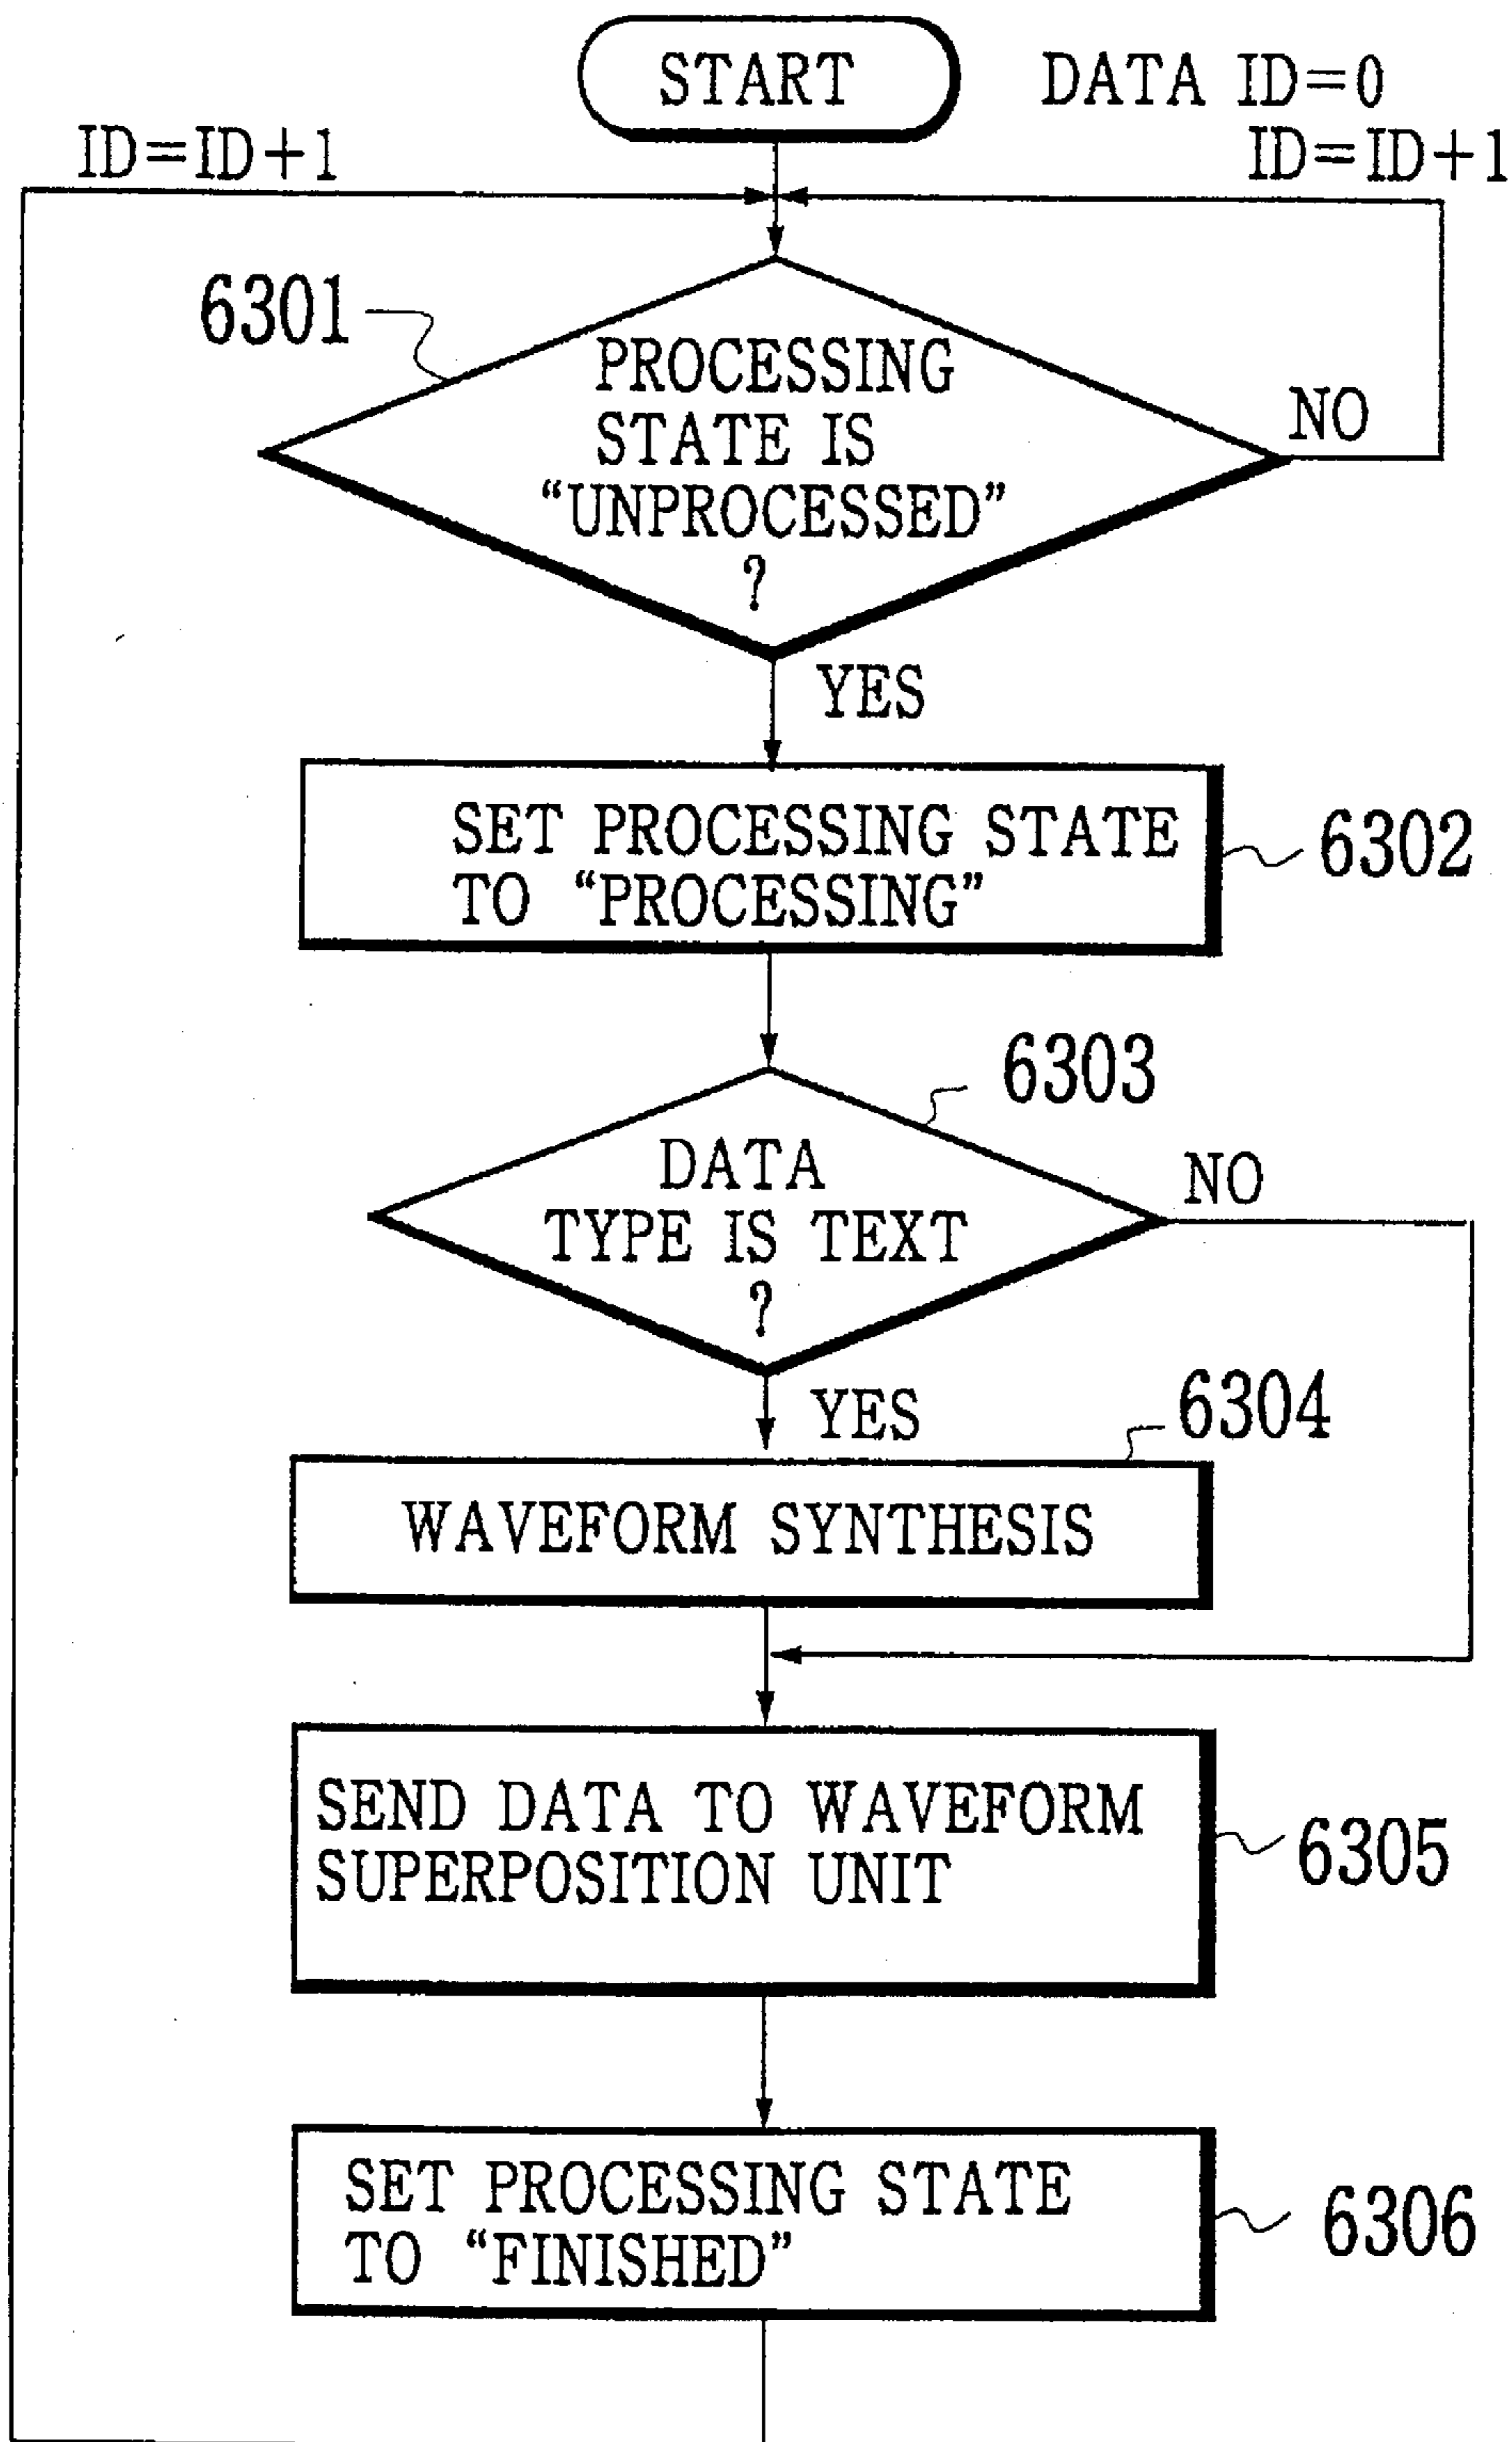 START
DATA ID=0
ID=ID+1
ID=ID+1
6301
PROCESSING
STATE IS
“UNPROCESSED”
?
NO
YES
SET PROCESSING STATE
TO “PROCESSING”
6302
6303
DATA
TYPE IS TEXT
?
NO
YES
6304
WAVEFORM SYNTHESIS
SEND DATA TO WAVEFORM
SUPERPOSITION UNIT
6305
SET PROCESSING STATE
TO “FINISHED”
6306